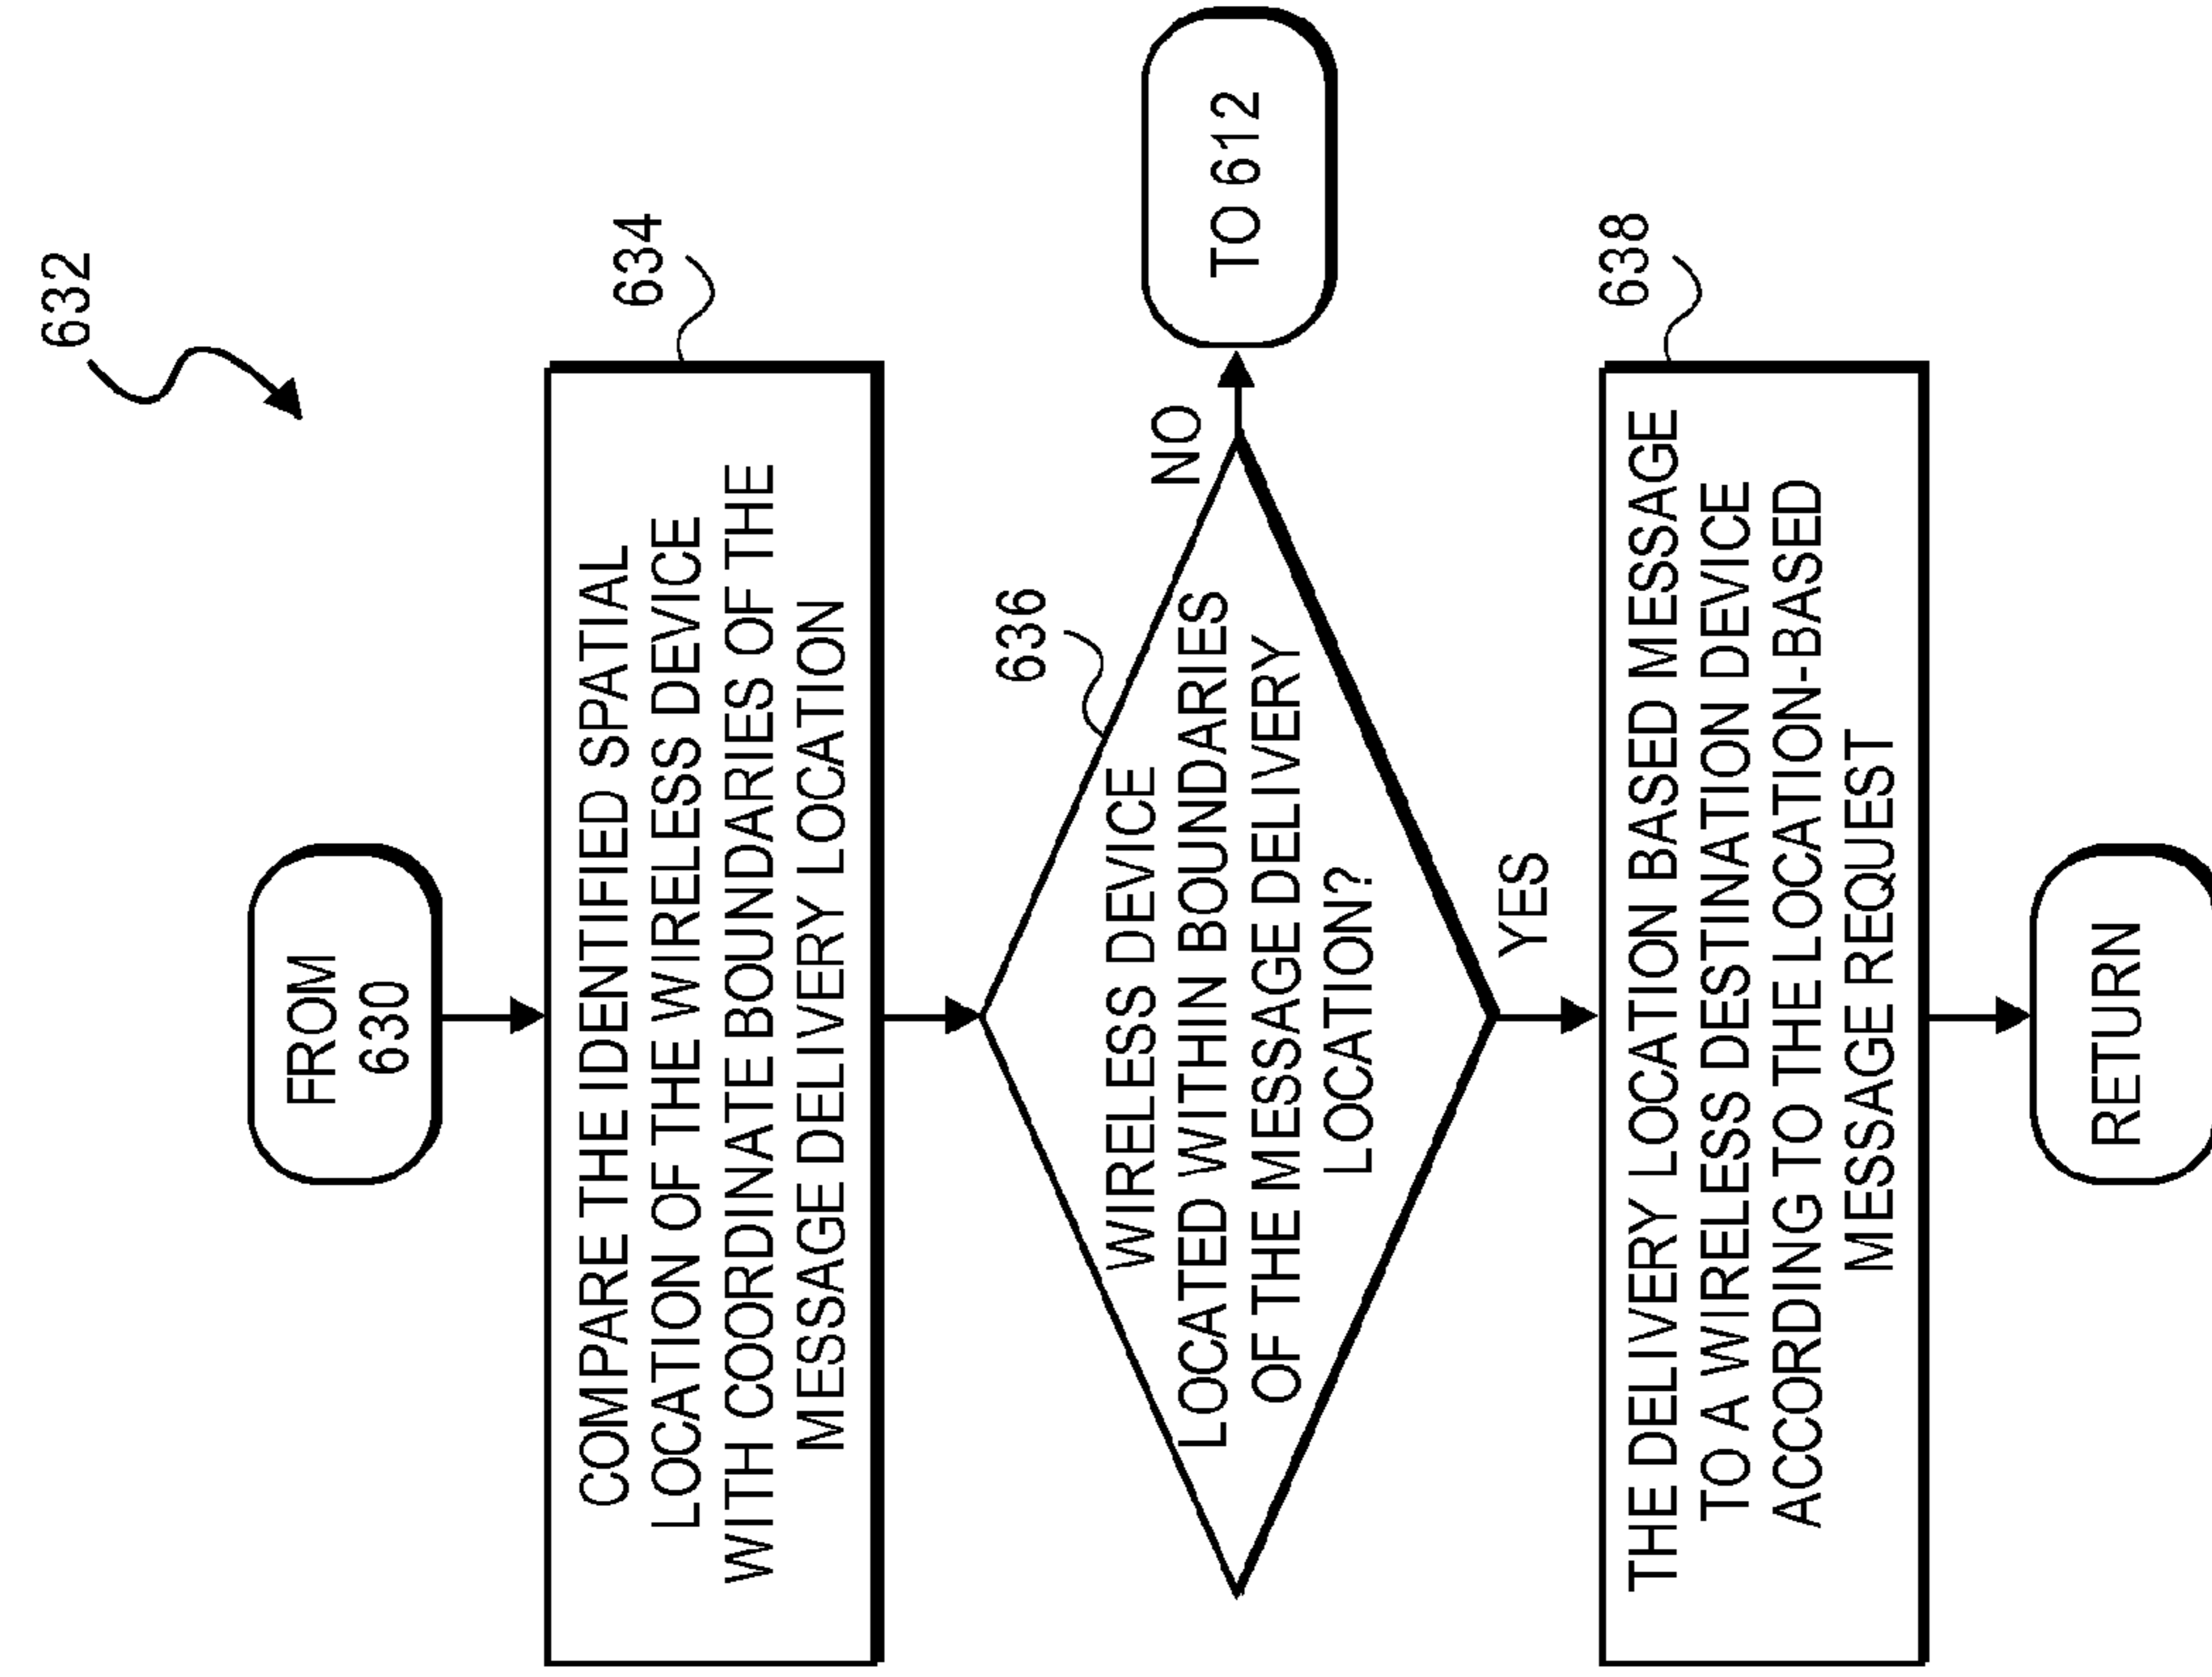 632
FROM
630
634
COMPARE THE IDENTIFIED SPATIAL
LOCATION OF THE WIRELESS DEVICE
WITH COORDINATE BOUNDARIES OF THE
MESSAGE DELIVERY LOCATION
636
WIRELESS DEVICE
LOCATED WITHIN BOUNDARIES
OF THE MESSAGE DELIVERY
LOCATION?
NO
TO 612
YES
638
THE DELIVERY LOCATION BASED MESSAGE
TO A WIRELESS DESTINATION DEVICE
ACCORDING TO THE LOCATION-BASED
MESSAGE REQUEST
RETURN